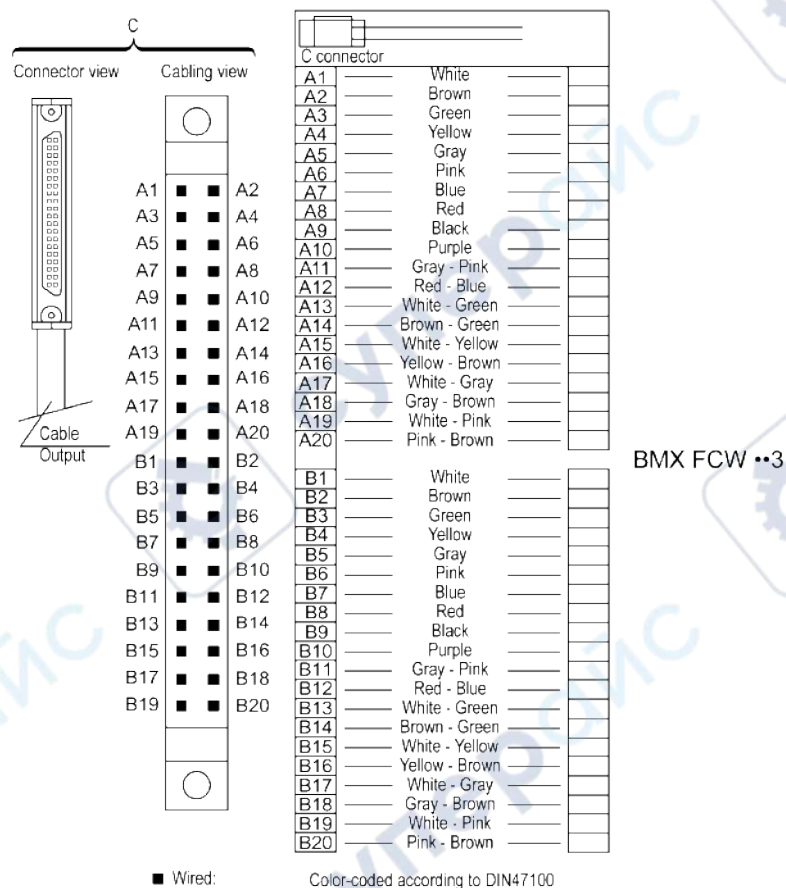 C
Connector view Cabling view
A1 A2
A3 A4
A5 A6
A7 A8
A9 A10
A11 A12
A13 A14
A15 A16
A17 A18
A19 A20
B1 B2
B3 B4
B5 B6
B7 B8
B9 B10
B11 B12
B13 B14
B15 B16
B17 B18
B19 B20
Cable
Output
C connector
A1 White
A2 Brown
A3 Green
A4 Yellow
A5 Gray
A6 Pink
A7 Blue
A8 Red
A9 Black
A10 Purple
A11 Gray - Pink
A12 Red - Blue
A13 White - Green
A14 Brown - Green
A15 White - Yellow
A16 Yellow - Brown
A17 White - Gray
A18 Gray - Brown
A19 White - Pink
A20 Pink - Brown
B1 White
B2 Brown
B3 Green
B4 Yellow
B5 Gray
B6 Pink
B7 Blue
B8 Red
B9 Black
B10 Purple
B11 Gray - Pink
B12 Red - Blue
B13 White - Green
B14 Brown - Green
B15 White - Yellow
B16 Yellow - Brown
B17 White - Gray
B18 Gray - Brown
B19 White - Pink
B20 Pink - Brown
BMX FCW ••3
■ Wired: Color-coded according to DIN47100
суперайс